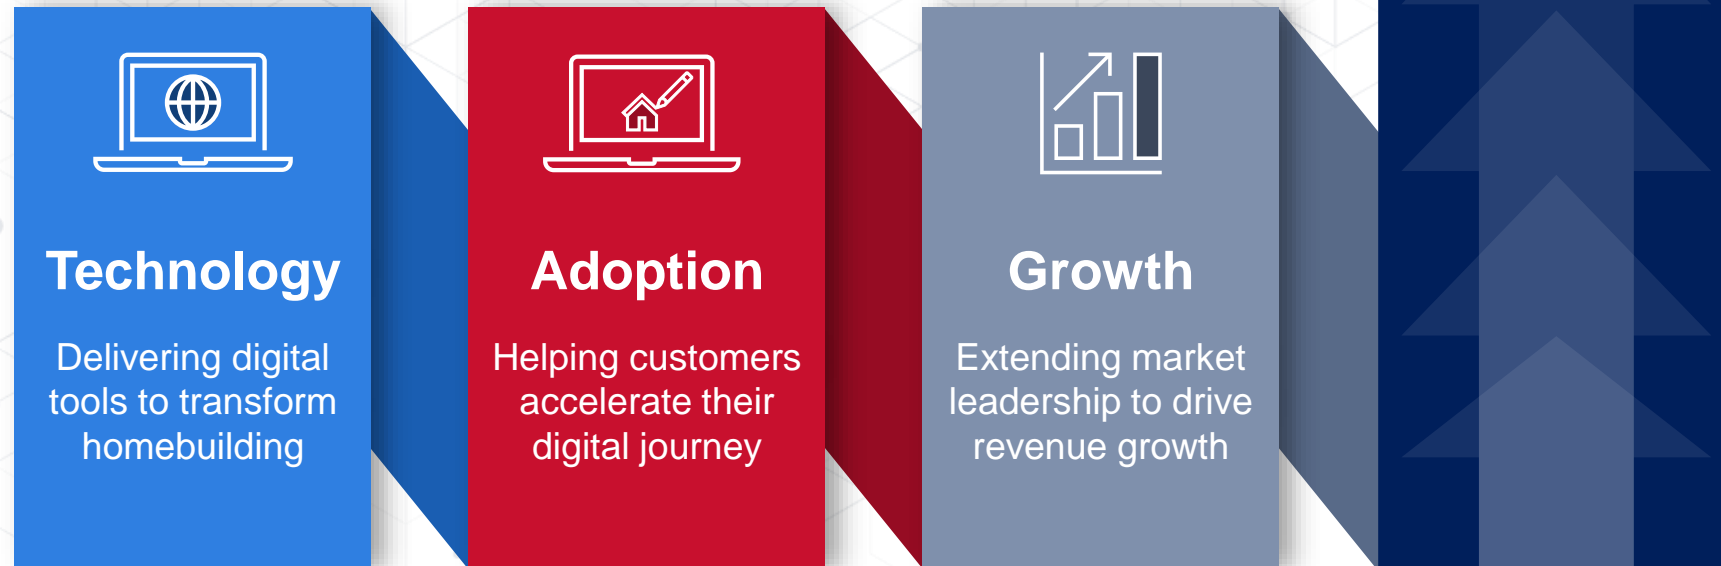 Technology
Delivering digital
tools to transform
homebuilding
Adoption
Helping customers
accelerate their
digital journey
Growth
Extending market
leadership to drive
revenue growth